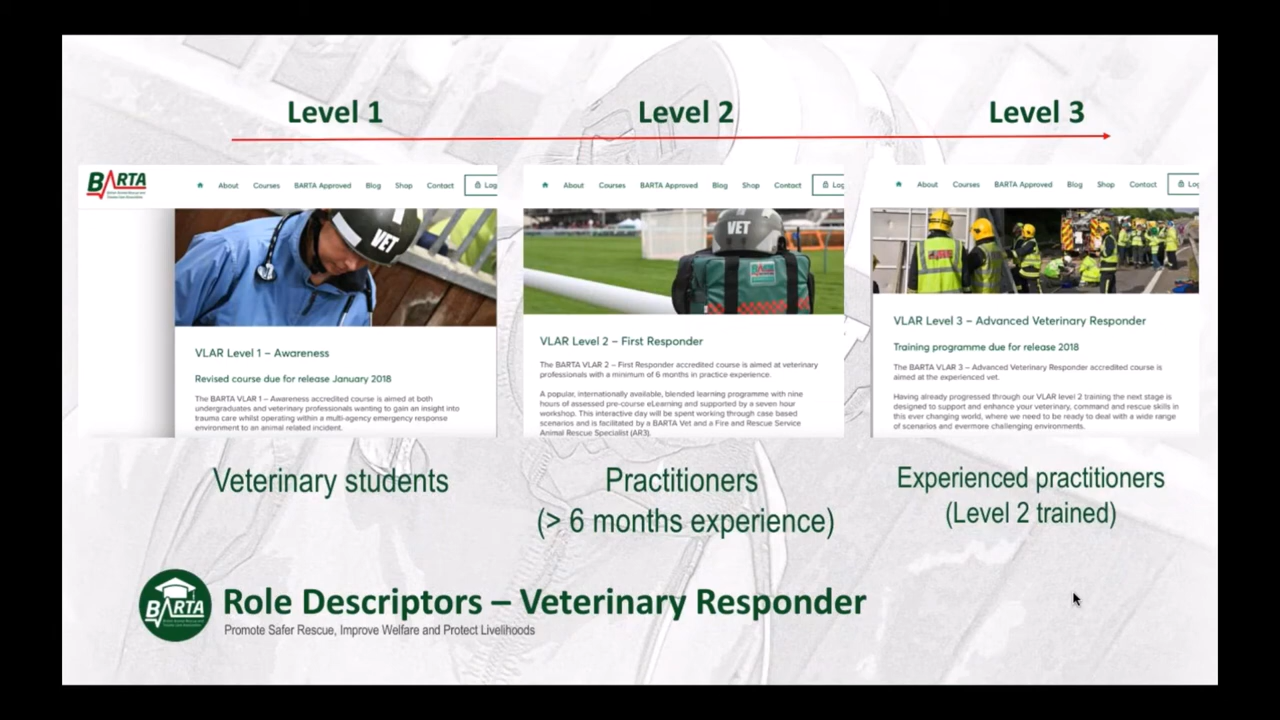 Level 1
Level 2
Level 3
BARTA
About Courses BARTA Approved Blog Shop Contact Log
VET
VLAR Level 1 – Awareness
Revised course due for release January 2018
The BARTA VLAR 1 – Awareness accredited course is aimed at both
undergraduates and veterinary professionals wanting to gain an insight into
trauma care whilst operating within a multi-agency emergency response
environment to an animal related incident.
About Courses BARTA Approved Blog Shop Contact Log
VET
BARTA
VLAR Level 2 – First Responder
The BARTA VLAR 2 – First Responder accredited course is aimed at veterinary
professionals with a minimum of 6 months in practice experience.
A popular, internationally available, blended learning programme with nine
hours of assessed pre-course eLearning and supported by a seven hour
workshop. This interactive day will be spent working through case based
scenarios and is facilitated by a BARTA Vet and a Fire and Rescue Service
Animal Rescue Specialist (AR3).
About Courses BARTA Approved Blog Shop Contact Log
VLAR Level 3 – Advanced Veterinary Responder
Training programme due for release 2018
The BARTA VLAR 3 – Advanced Veterinary Responder accredited course is
aimed at the experienced vet.
Having already progressed through our VLAR level 2 training the next stage is
designed to support and enhance your veterinary, command and rescue skills in
this ever changing world, where we need to be ready to deal with a wide range
of scenarios and evermore challenging environments.
Veterinary students
Practitioners
(> 6 months experience)
Experienced practitioners
(Level 2 trained)
BARTA
Role Descriptors – Veterinary Responder
Promote Safer Rescue, Improve Welfare and Protect Livelihoods